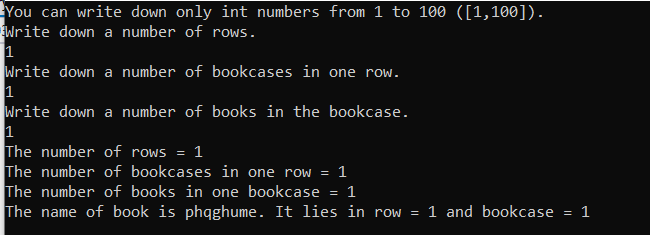 You can write down only int numbers from 1 to 100 ([1,100]).
Write down a number of rows.
1
Write down a number of bookcases in one row.
1
Write down a number of books in the bookcase.
1
The number of rows = 1
The number of bookcases in one row = 1
The number of books in one bookcase = 1
The name of book is phqghume. It lies in row = 1 and bookcase = 1